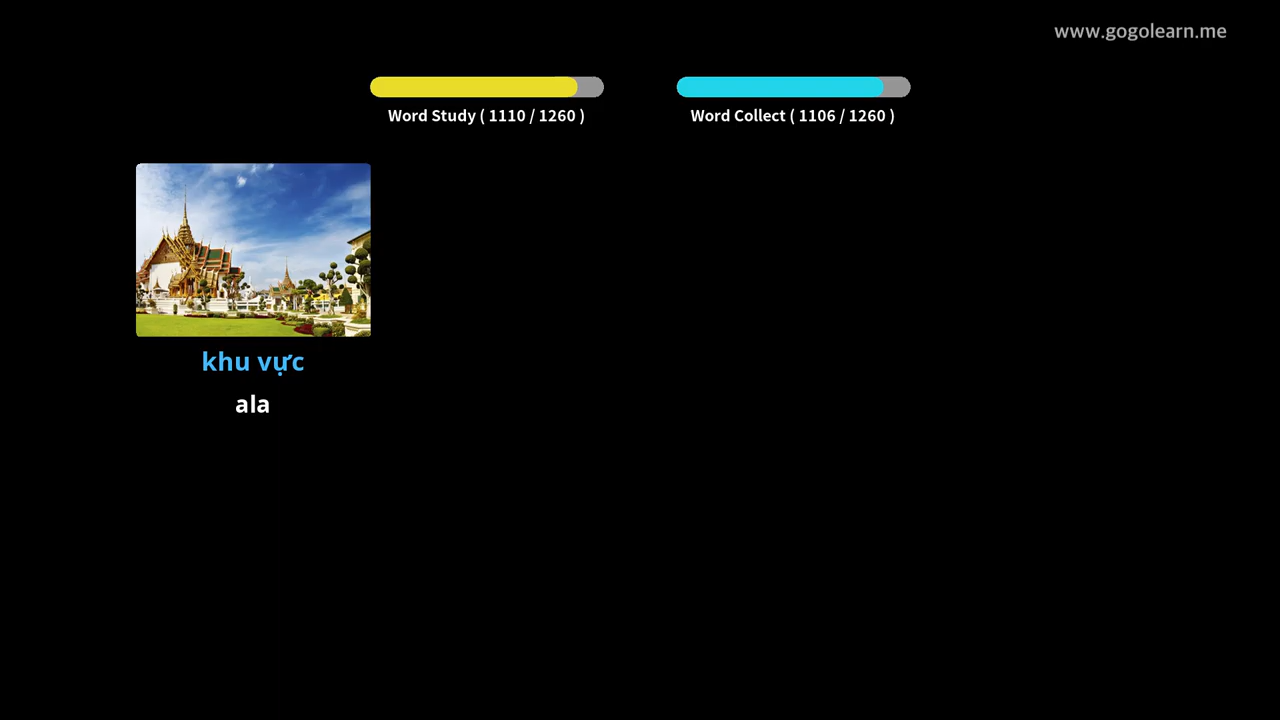 www.gogolearn.me
Word Study ( 1110 / 1260 )
Word Collect ( 1106 / 1260 )
khu vực
ala